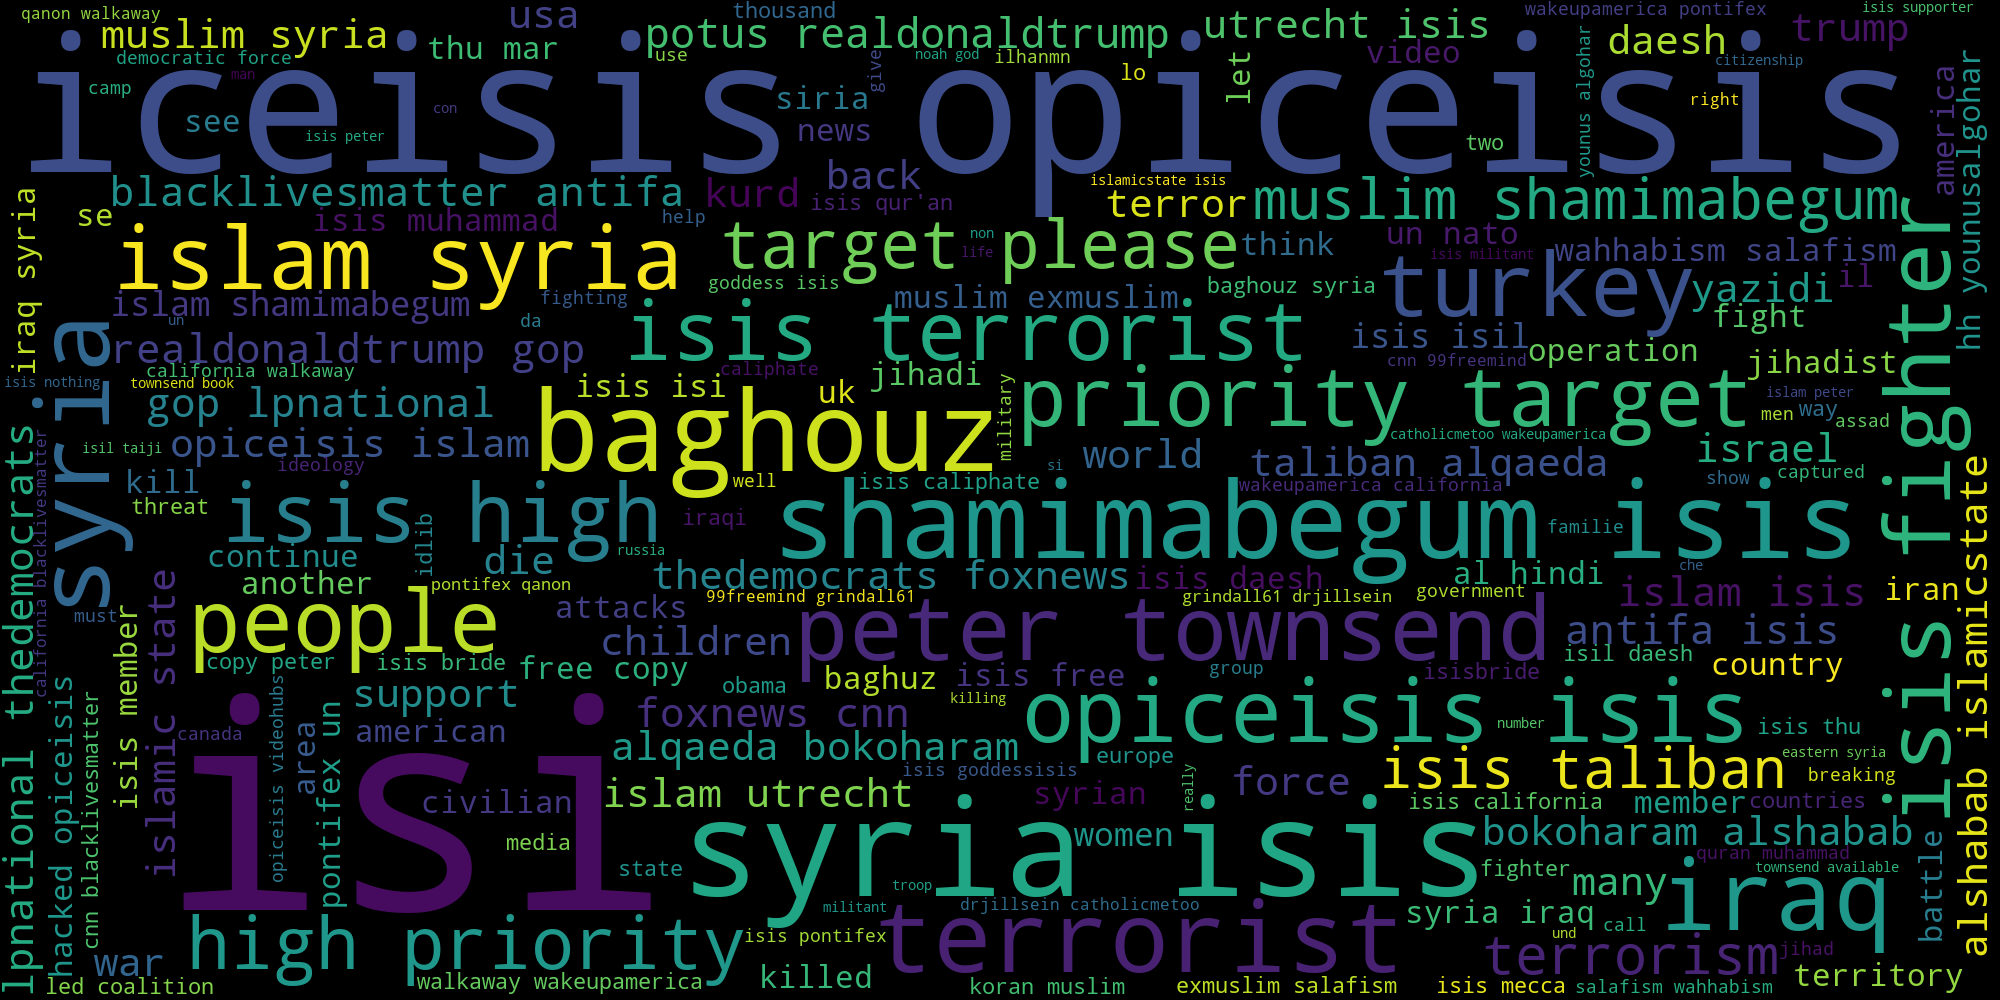 qanon walkaway
usa
thousand
wakeupamerica pontifex
isis supporter
muslim syria
thu mar
potus realdonaldtrump
utrecht isis
daesh
trump
democratic force
man
use
noah god
ilhanmn
video
citizenship
iceisis opiceisis
camp
con
give
lo
let
right
see
isis peter
siria
news
two
younus algohar
america
hh younusalgohar
blacklivesmatter antifa
kurd
back
isis qur'an
islamicstate isis
terror
muslim shamimabegum
iraq syria
se
isis muhammad
help
islam syria
target
non
life
please
think
un nato
isis militant
wahhabism salafism
goddess isis
baghouz syria
turkey
yazidi
il
islam shamimabegum
fighting
muslim exmuslim
fight
un
da
isis terrorist
isis isil
operation
realdonaldtrump gop
cnn 99freemind
jihadist
isis nothing
townsend book
california walkaway
caliphate
jihadi
isis isi
uk
military
priority target
islam peter
men
way
assad
gop lpnational
baghouz
syria
isis fighter
catholicmetoo wakeupamerica
opiceisis islam
isil taiji
ideology
si
world
taliban alqaeda
israel
kill
well
isis caliphate
wakeupamerica california
show
captured
threat
isis high
iraqi
idlib
shamimabegum
isis
familie
lpnational thedemocrats
california blacklivesmatter
continue
die
russia
che
another
pontifex qanon
thedemocrats foxnews
isis daesh
al hindi
islam isis
iran
must
people
attacks
99freemind grindall61
grindall61 drjillsein
government
children
peter townsend
antifa isis
copy peter
isis bride
free copy
isil daesh
country
isis member
islamic state
support
obama
baghuz
isis free
group
isisbride
killing
opiceisis isis
number
isis thu
hacked opiceisis
cnn blacklivesmatter
canada
opiceisis videohubst
area
pontifex un
american
foxnews cnn
alqaeda bokoharam
europe
eastern syria
isis goddessisis
really
isis taliban
breaking
isi
civilian
islam utrecht
syrian
force
isis california
member
countries
alshabab islamicstate
media
syria isis
women
bokoharam alshabab
state
troop
fighter
quran muhammad
townsend available
battle
many
iraq
militant
drjillsein catholicmetoo
syria iraq
call
high priority
isis pontifex
terrorist
und
war
terrorism
jihad
led coalition
walkaway wakeupamerica
killed
koran muslim
exmuslim salafism
isis mecca
salafism wahhabism
territory